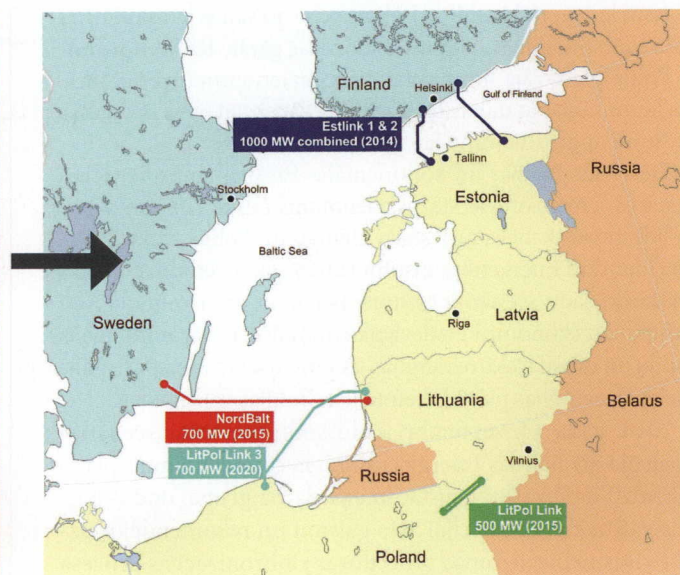 Finland
Helsinki
Gulf of Finland
Estlink 1 & 2
1000 MW combined (2014)
Tallinn
Russia
Stockholm
Estonia
Baltic Sea
Sweden
Riga
Latvia
Lithuania
Belarus
NordBalt
700 MW (2015)
LitPol Link 3
700 MW (2020)
Vilnius
Russia
LitPol Link
500 MW (2015)
Poland